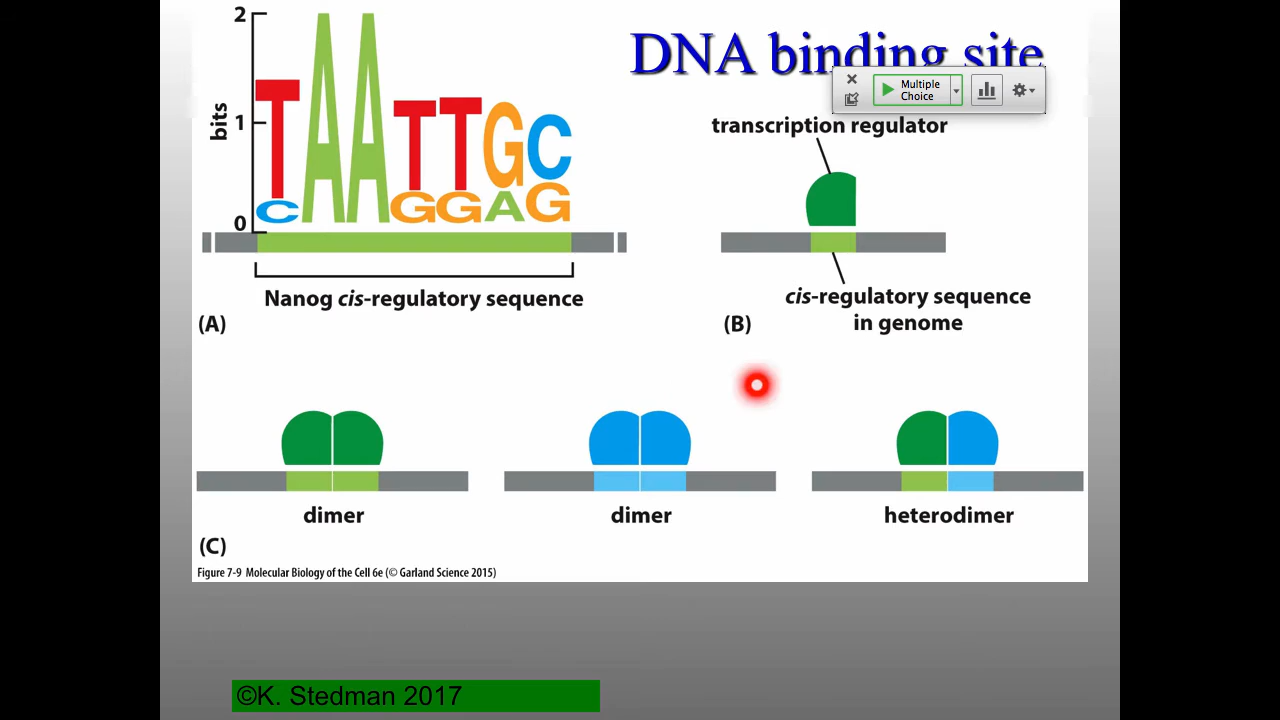 DNA binding site
Multiple
Choice
2
bits
1
0
TAATTGC
CGGAG
Nanog cis-regulatory sequence
(A)
transcription regulator
cis-regulatory sequence
in genome
(B)
dimer
dimer
heterodimer
(C)
Figure 7-9 Molecular Biology of the Cell 6e (© Garland Science 2015)
©K. Stedman 2017